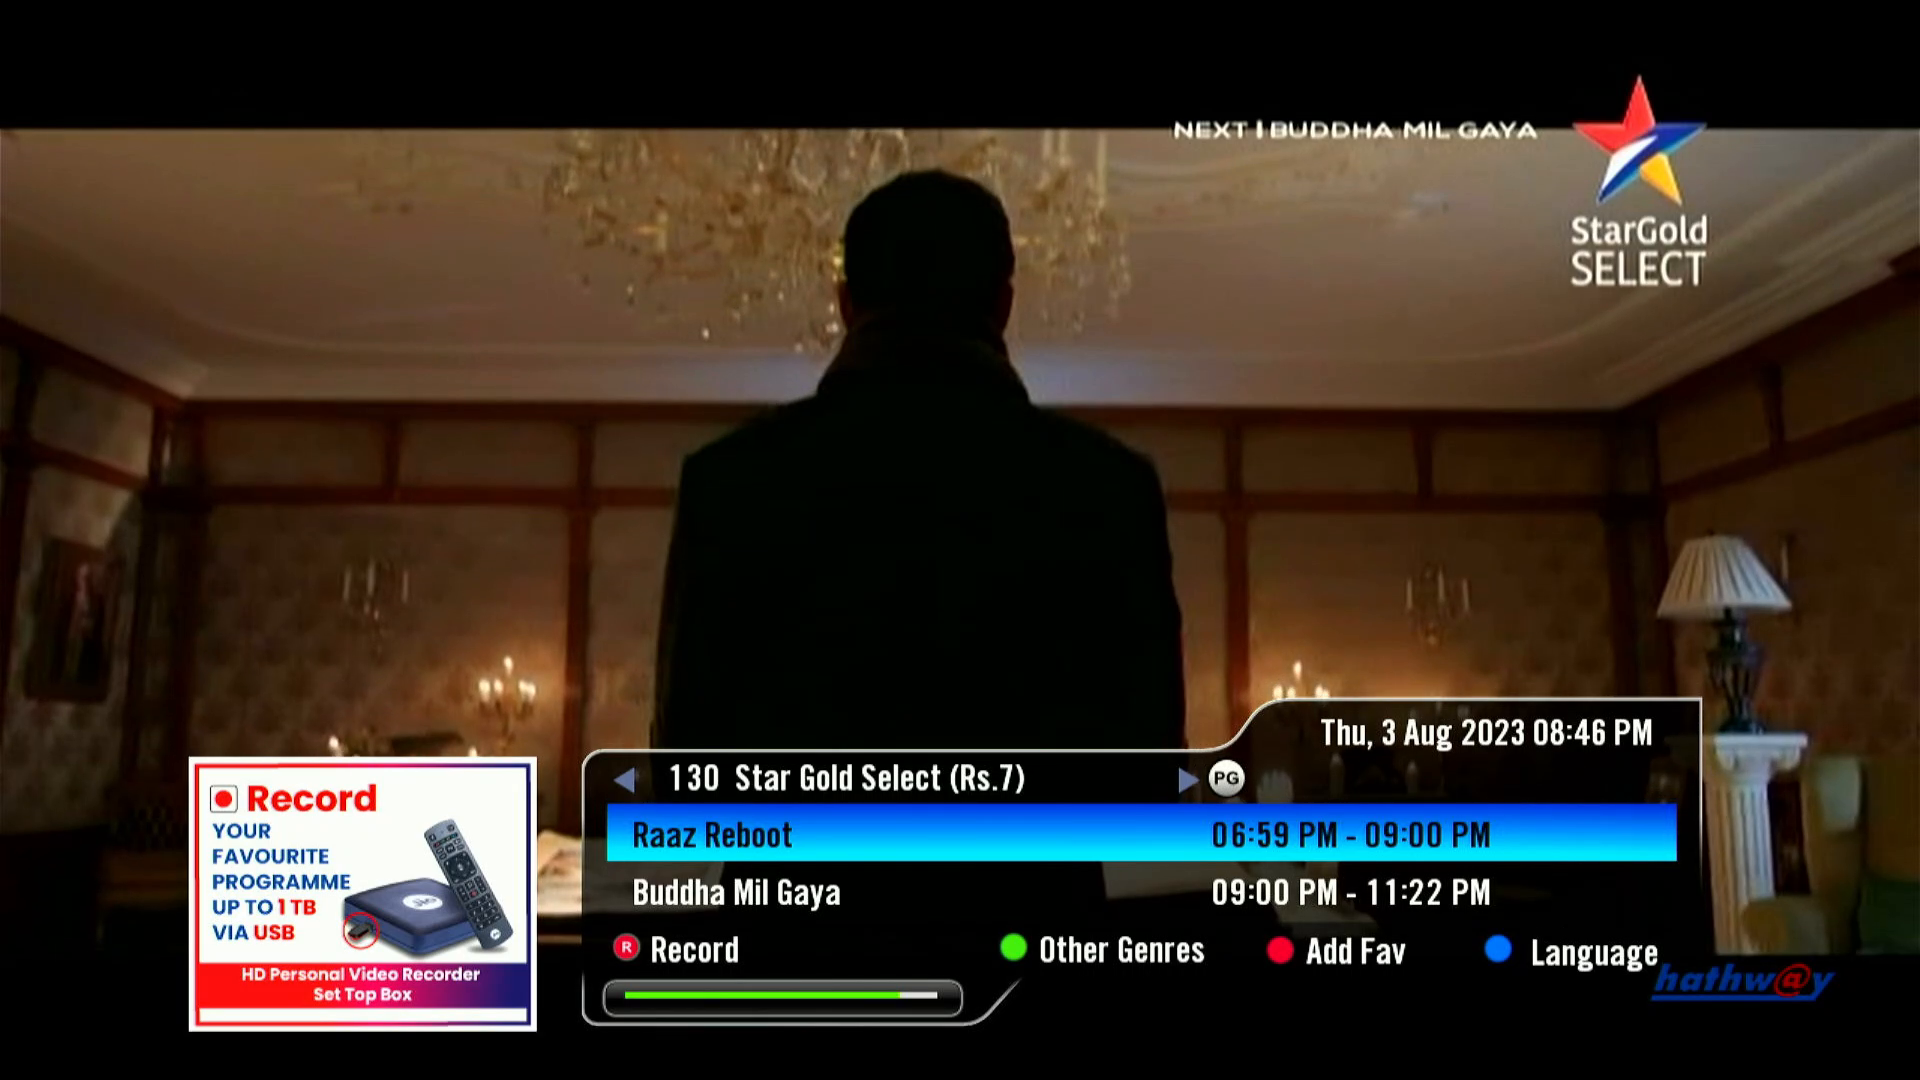 NEXT | BUDDHA MIL GAYA
StarGold
SELECT
Thu, 3 Aug 2023 08:46 PM
130 Star Gold Select (Rs.7)
PG
Raaz Reboot 06:59 PM - 09:00 PM
Buddha Mil Gaya 09:00 PM - 11:22 PM
R Record
Other Genres
Add Fav
Language
hathw@y
Record
YOUR
FAVOURITE
PROGRAMME
UP TO 1 TB
VIA USB
Jio
HD Personal Video Recorder
Set Top Box